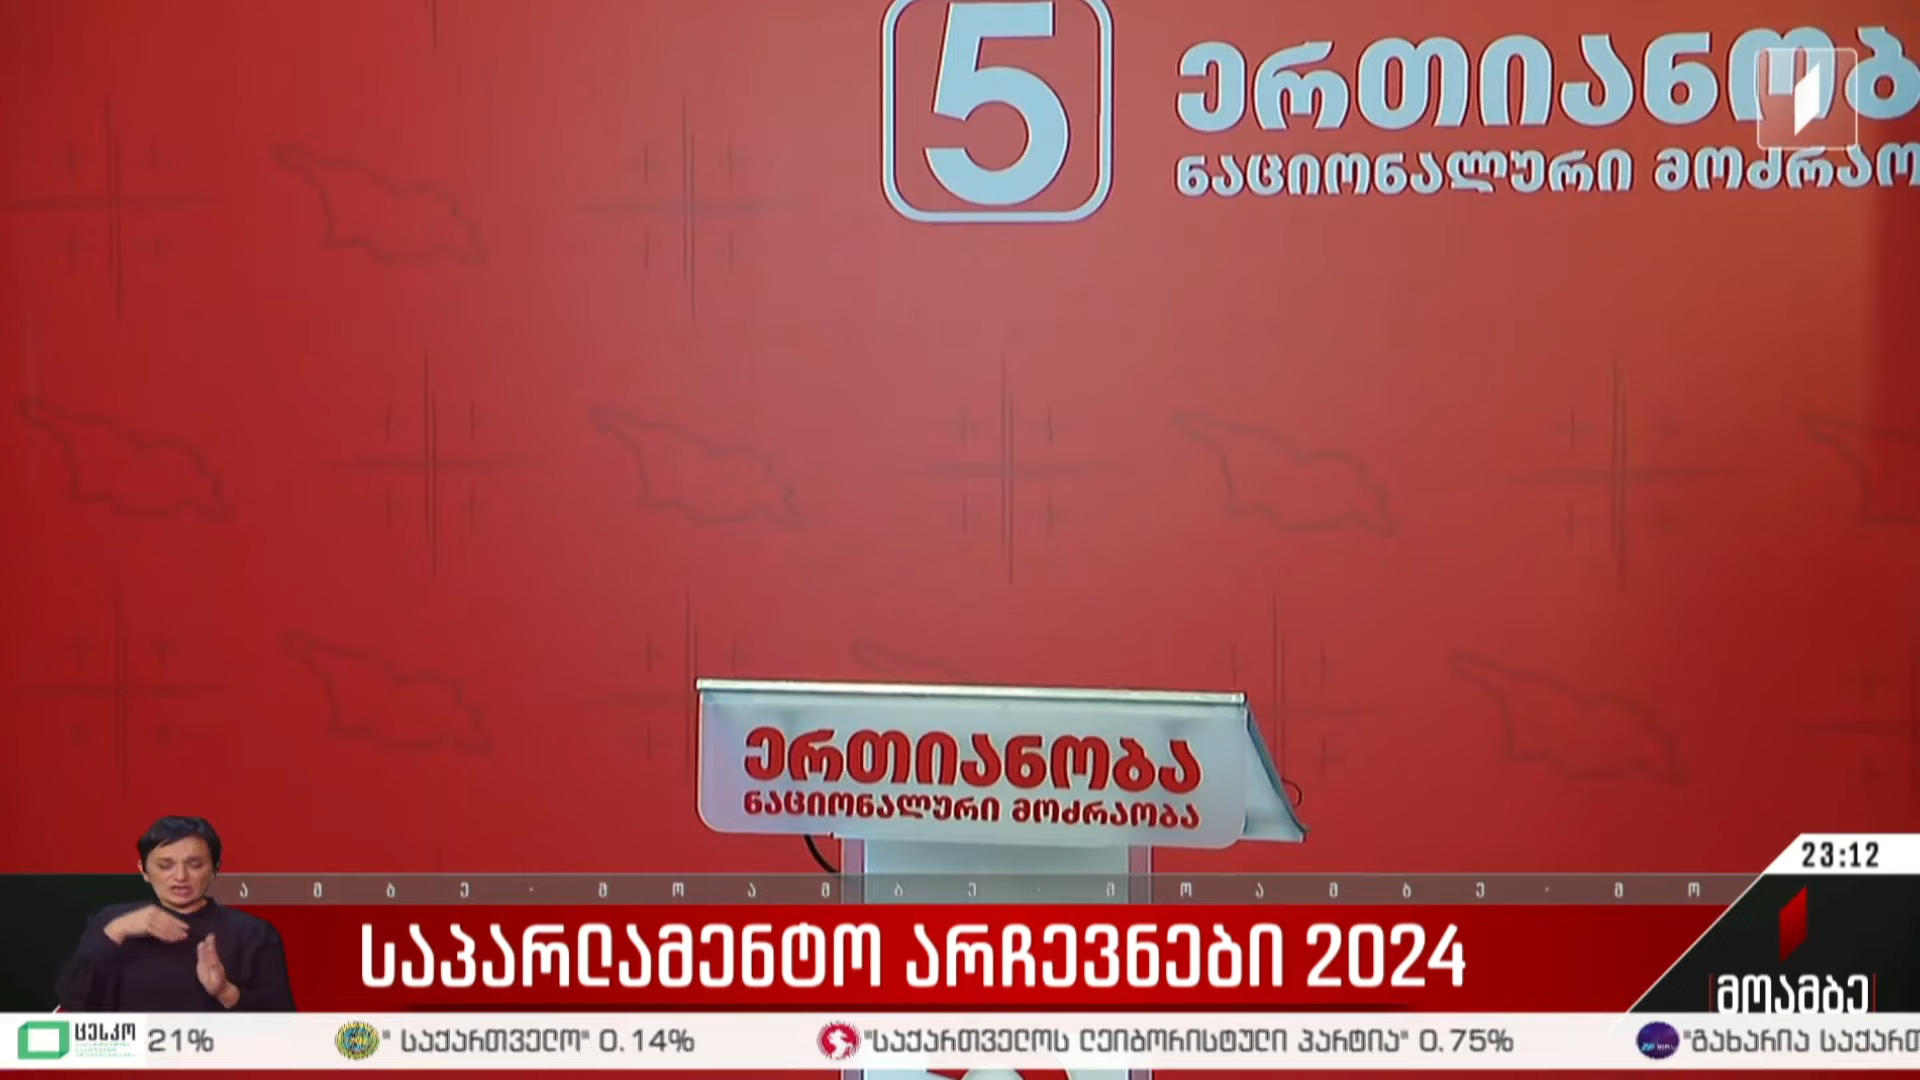 5
ერთიანობ
ნაციონალური მოძრაო
ერთიანობა
ნაციონალური მოძრაობა
23:12
ა მ ბ ე · მ ო ა მ ბ ე · მ ო ა მ ბ ე · მ ო
საპარლამენტო არჩევნები 2024
მოამბე
ცესკო 21% " საქართველო" 0.14% "საქართველოს ლეიბორისტული პარტია" 0.75% "გახარია საქართ